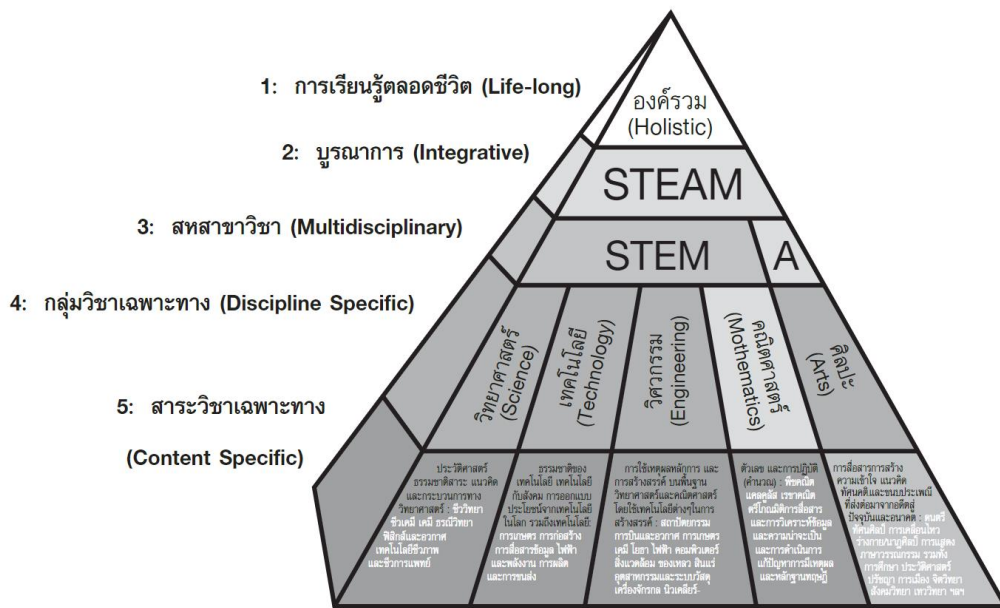 1: การเรียนรู้ตลอดชีวิต (Life-long)
องค์รวม
(Holistic)
2: บูรณาการ (Integrative)
STEAM
3: สหสาขาวิชา (Multidisciplinary)
STEM
A
4: กลุ่มวิชาเฉพาะทาง (Discipline Specific)
วิทยาศาสตร์
(Science)
เทคโนโลยี
(Technology)
วิศวกรรม
(Engineering)
คณิตศาสตร์
(Mothematics)
ศิลปะ
(Arts)
5: สาระวิชาเฉพาะทาง
(Content Specific)
ประวัติศาสตร์
ธรรมชาติสาระ แนวคิด
และกระบวนการทาง
วิทยาศาสตร์ : ชีววิทยา
ชีวเคมี เคมี ธรณีวิทยา
ฟิสิกส์และอวกาศ
เทคโนโลยีชีวภาพ
และชีวการแพทย์
ธรรมชาติของ
เทคโนโลยี เทคโนโลยี
กับสังคม การออกแบบ
ประโยชน์จากเทคโนโลยี
ในโลก รวมถึงเทคโนโลยี:
การเกษตร การก่อสร้าง
การสื่อสารข้อมูล ไฟฟ้า
และพลังงาน การผลิต
และการขนส่ง
การใช้เหตุผลหลักการ และ
การสร้างสรรค์ บนพื้นฐาน
วิทยาศาสตร์และคณิตศาสตร์
โดยใช้เทคโนโลยีต่างๆในการ
สร้างสรรค์ : สถาปัตยกรรม
การบินและอวกาศ การเกษตร
เคมี โยธา ไฟฟ้า คอมพิวเตอร์
สิ่งแวดล้อม ของเหลว สินแร่
อุตสาหกรรมและระบบวัสดุ
เครื่องจักรกล นิวเคลียร์-
ตัวเลข และการปฏิบัติ
(คำนวณ) : พีชคณิต
แคลคูลัส เรขาคณิต
ตรีโกณมิติการสื่อสาร
และการวิเคราะห์ข้อมูล
และความน่าจะเป็น
และการดำเนินการ
แก้ปัญหาการมีเหตุผล
และหลักฐานทฤษฎี
การสื่อสารการสร้าง
ความเข้าใจ แนวคิด
ทัศนคติและขนบประเพณี
ที่ส่งต่อมาจากอดีตสู่
ปัจจุบันและอนาคต : ดนตรี
ทัศนศิลป์ การเคลื่อนไหว
ร่างกาย/นาฏศิลป์ การแสดง
ภาษาวรรณกรรม รวมทั้ง
การศึกษา ประวัติศาสตร์
ปรัชญา การเมือง จิตวิทยา
สังคมวิทยา เทววิทยา ฯลฯ